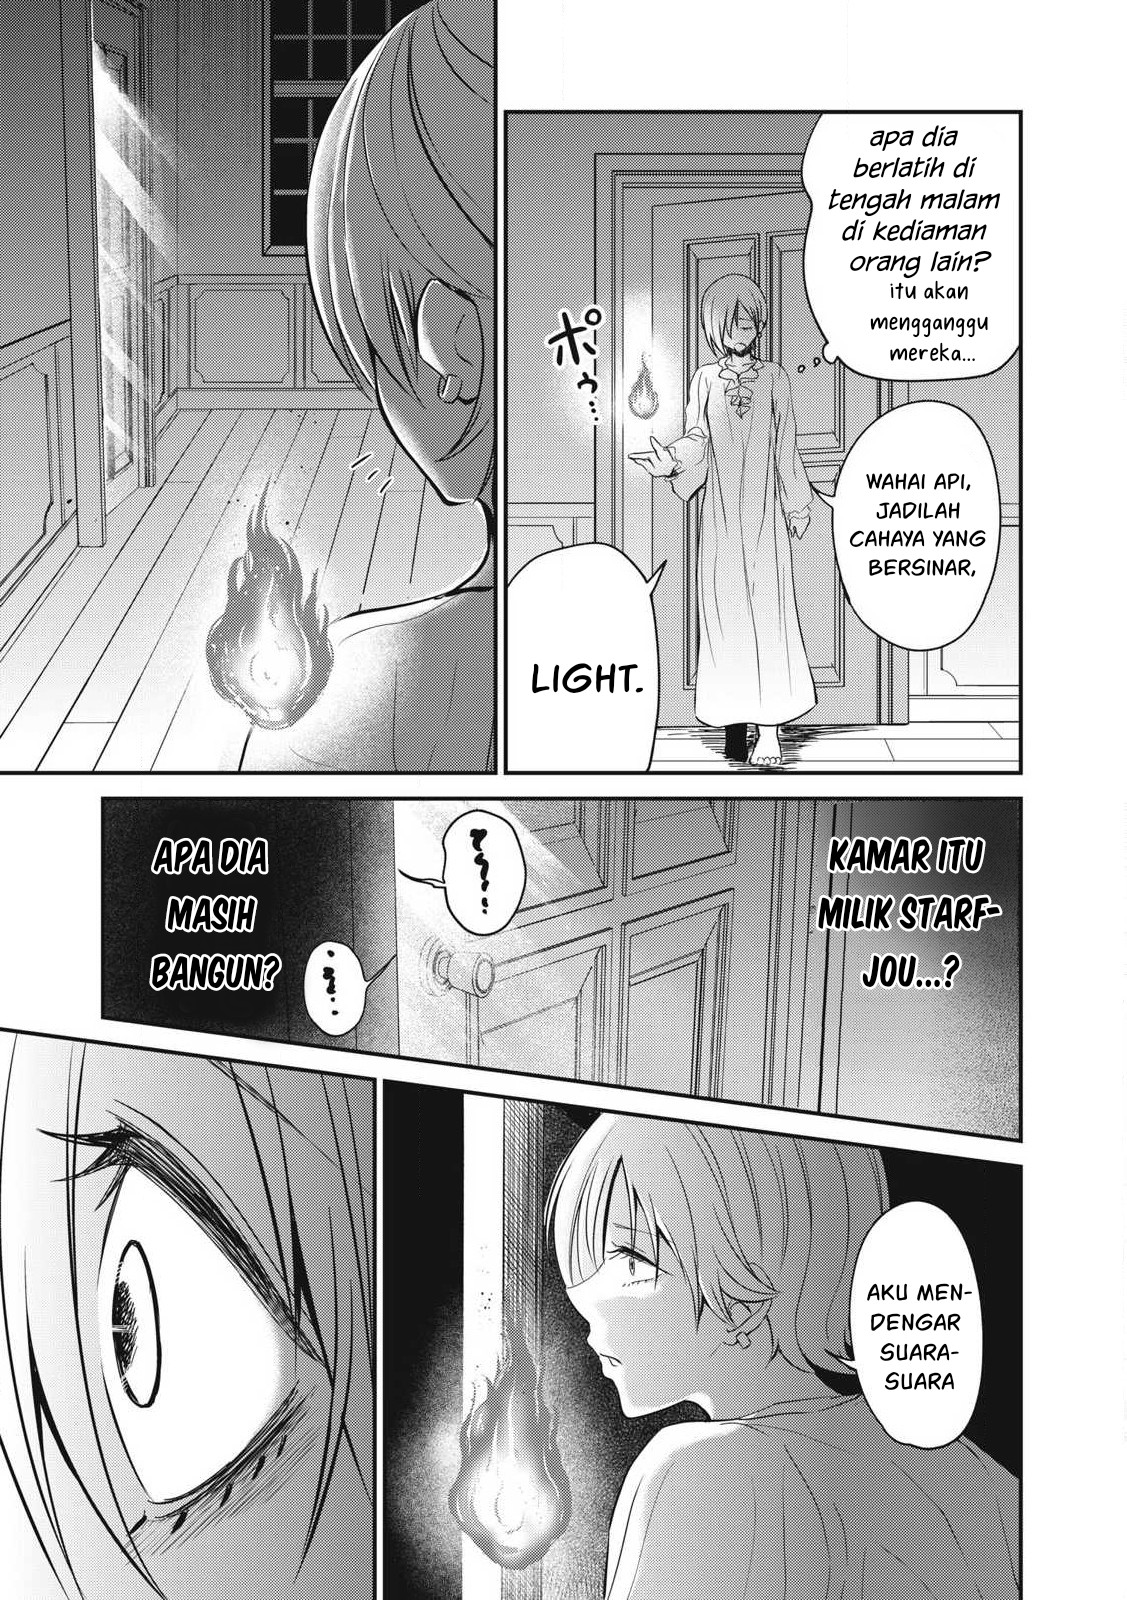 apa dia
berlatih di
tengah malam
di kediaman
orang lain?
itu akan
mengganggu
mereka...
ポゥ…
WAHAI API,
JADILAH
CAHAYA YANG
BERSINAR,
LIGHT.
KAMAR ITU
MILIK STARF-
JOU...?
APA DIA
MASIH
BANGUN?
AKU MEN-
DENGAR
SUARA-
SUARA